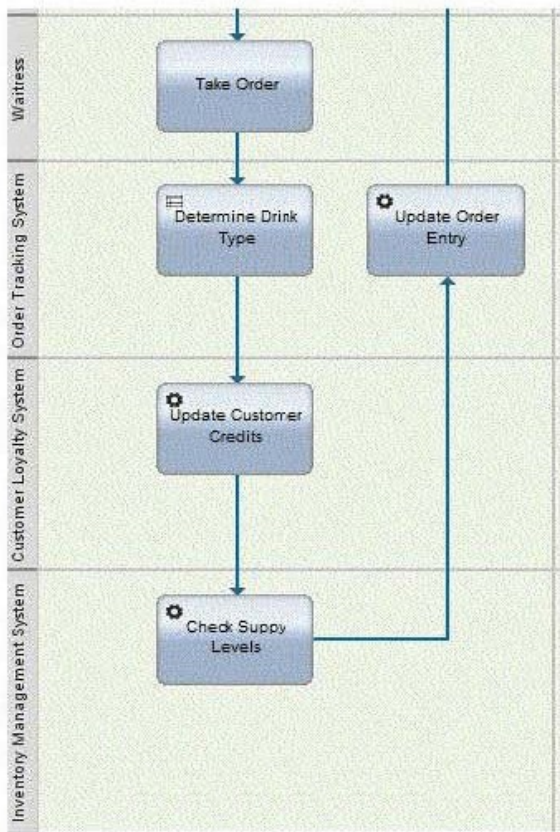 Waitress
Take Order
Order Tracking System
Determine Drink
Type
Update Order
Entry
Customer Loyalty System
Update Customer
Credits
Inventory Management System
Check Suppy
Levels